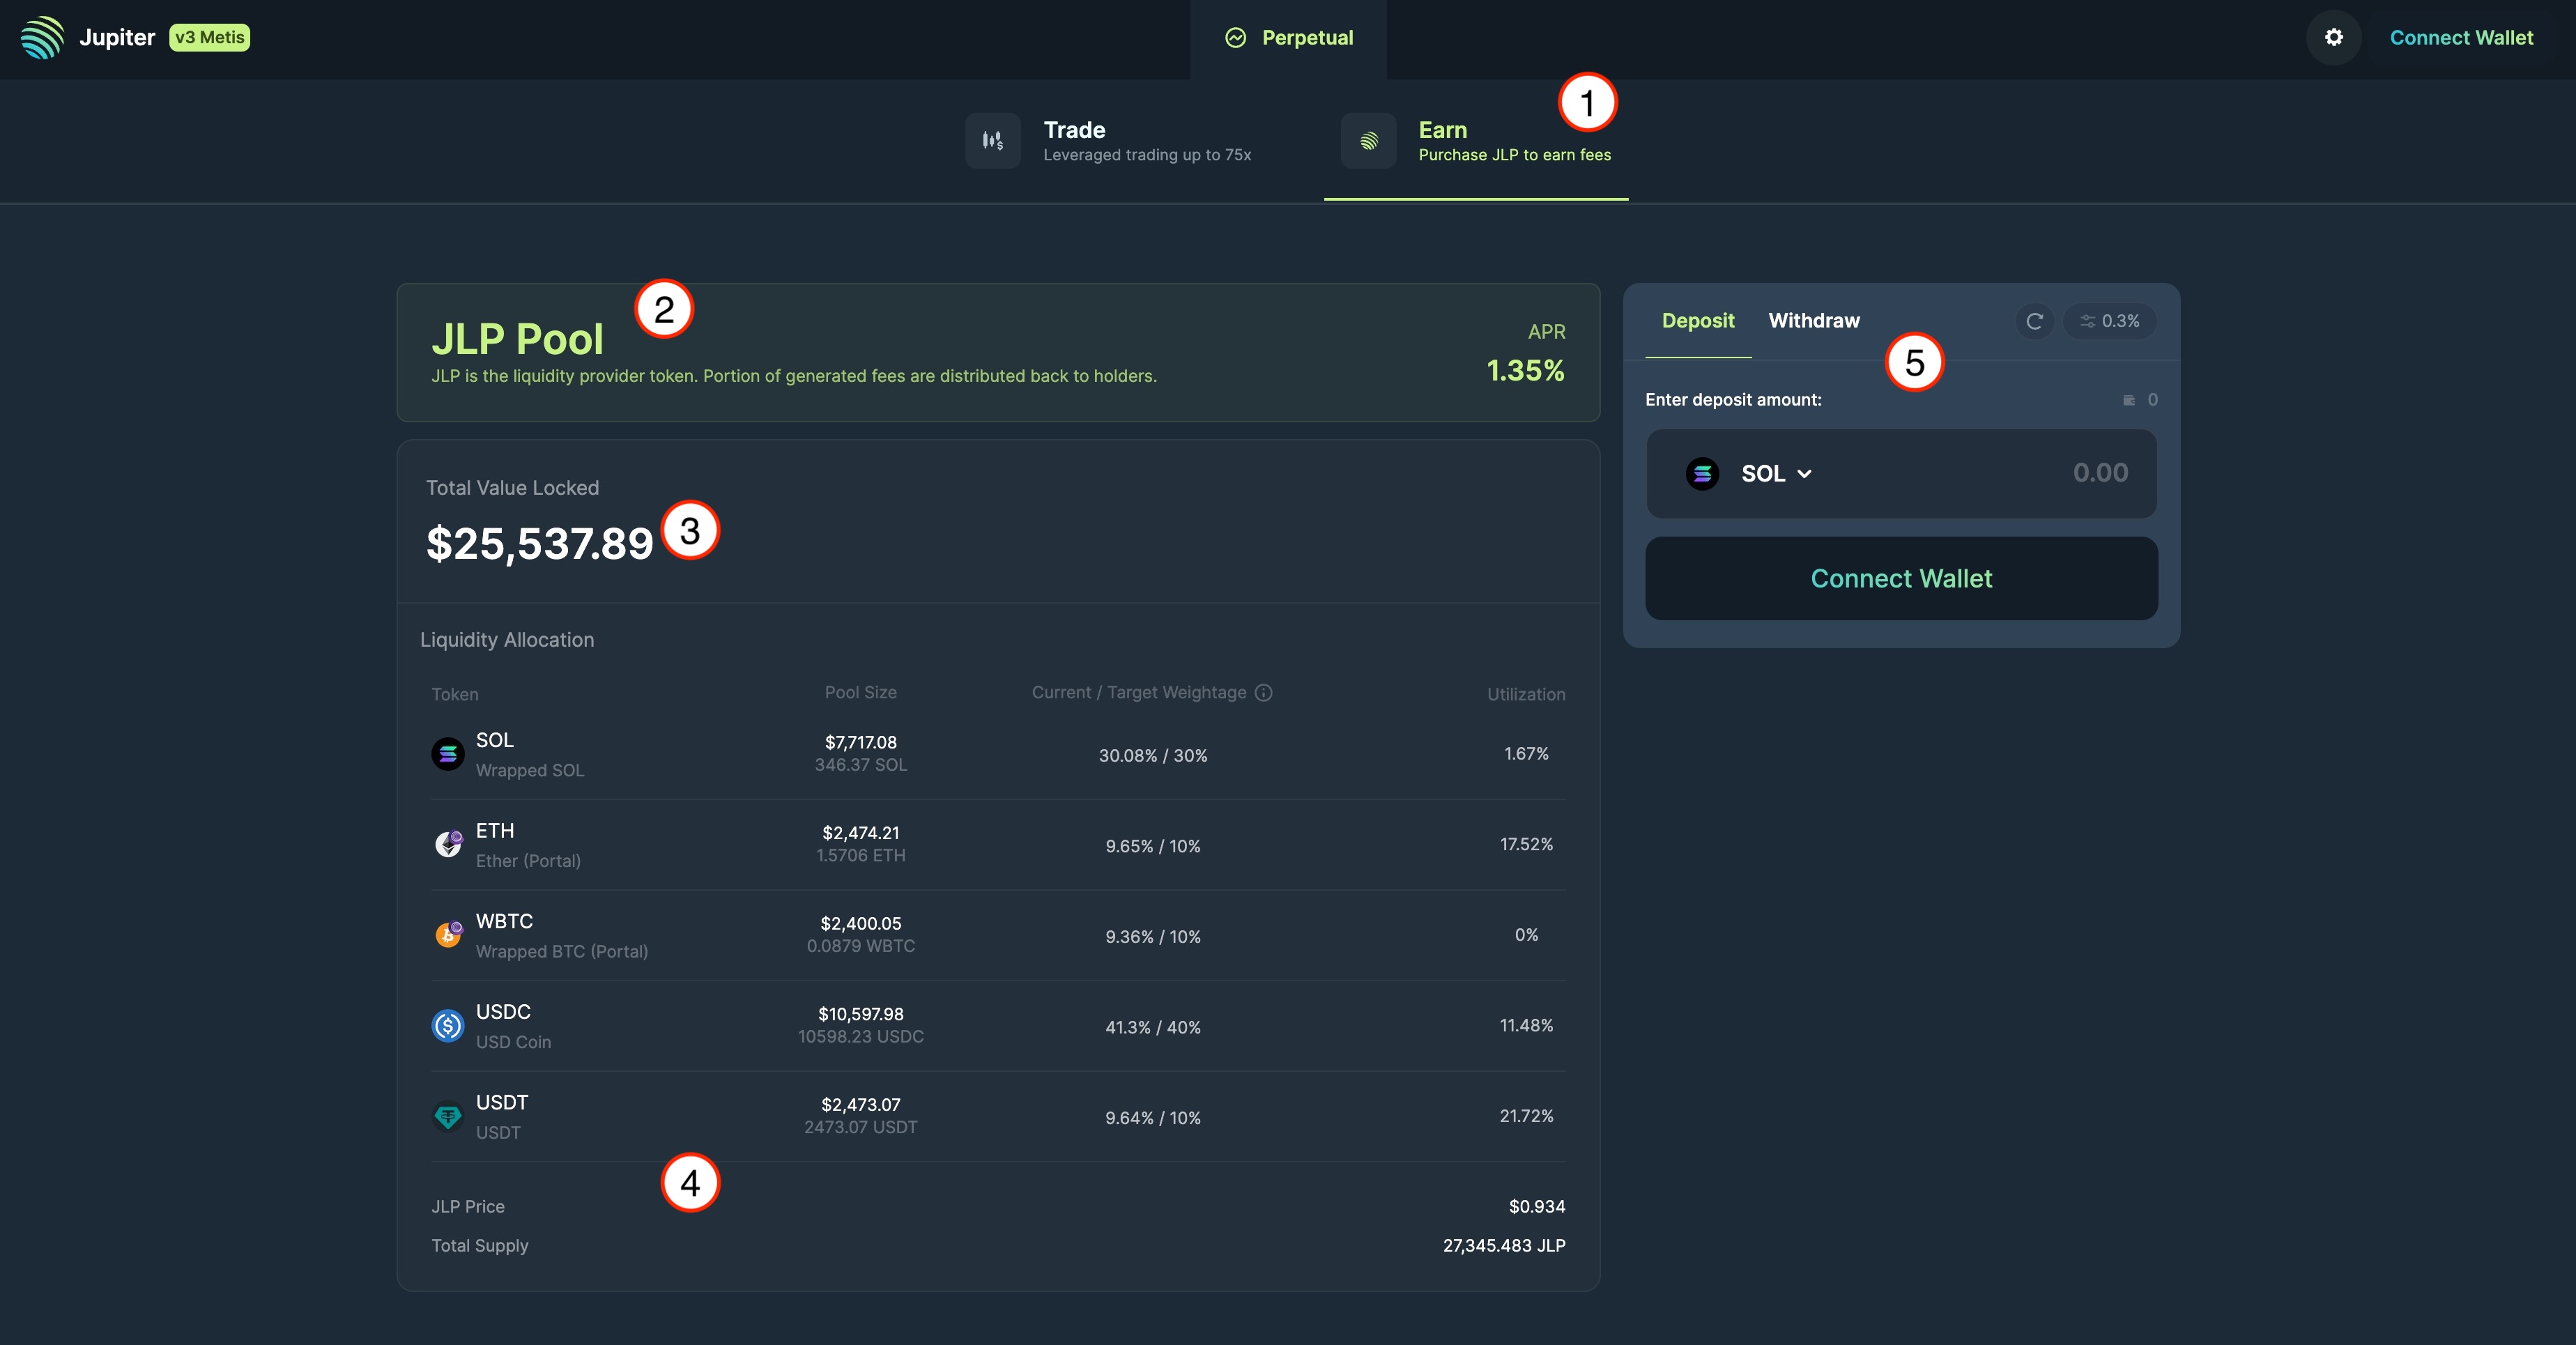 Jupiter v3 Metis
Perpetual
Connect Wallet
1
Trade
Leveraged trading up to 75x
Earn
Purchase JLP to earn fees
2
JLP Pool
JLP is the liquidity provider token. Portion of generated fees are distributed back to holders.
APR
1.35%
Total Value Locked
$25,537.89
3
Liquidity Allocation
Token Pool Size Current / Target Weightage Utilization
SOL
Wrapped SOL
$7,717.08
346.37 SOL
30.08% / 30%
1.67%
ETH
Ether (Portal)
$2,474.21
1.5706 ETH
9.65% / 10%
17.52%
WBTC
Wrapped BTC (Portal)
$2,400.05
0.0879 WBTC
9.36% / 10%
0%
USDC
USD Coin
$10,597.98
10598.23 USDC
41.3% / 40%
11.48%
USDT
USDT
$2,473.07
2473.07 USDT
9.64% / 10%
21.72%
4
JLP Price $0.934
Total Supply 27,345.483 JLP
Deposit Withdraw 0.3%
5
Enter deposit amount: 0
SOL 0.00
Connect Wallet